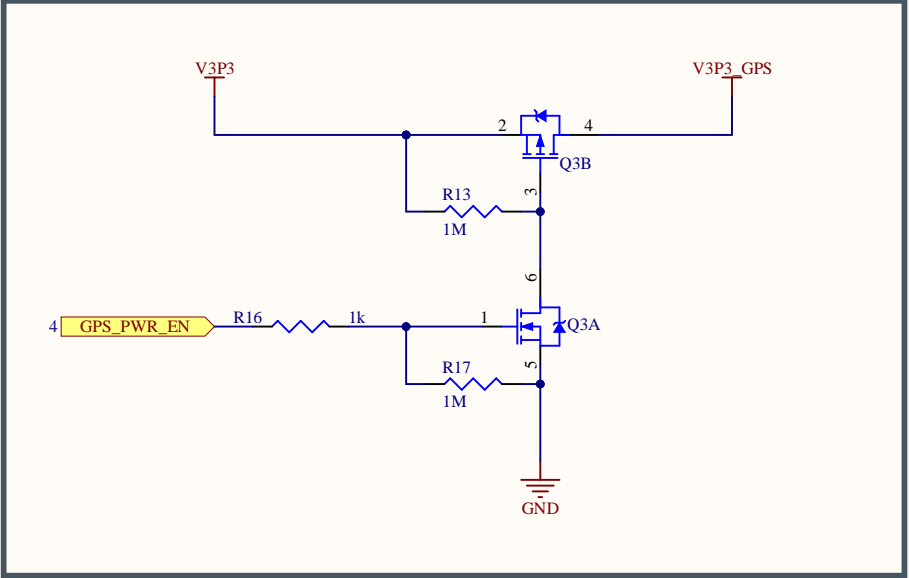 V3P3
V3P3_GPS
2
4
Q3B
3
R13
1M
6
4
GPS_PWR_EN
R16
1k
1
Q3A
5
R17
1M
GND